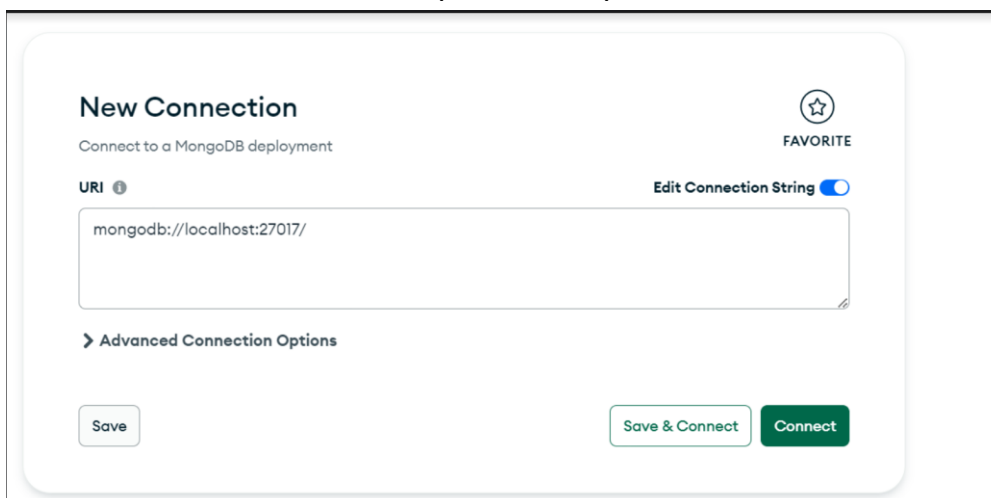 New Connection
FAVORITE
Connect to a MongoDB deployment
URI
Edit Connection String
mongodb://localhost:27017/
Advanced Connection Options
Save
Save & Connect
Connect